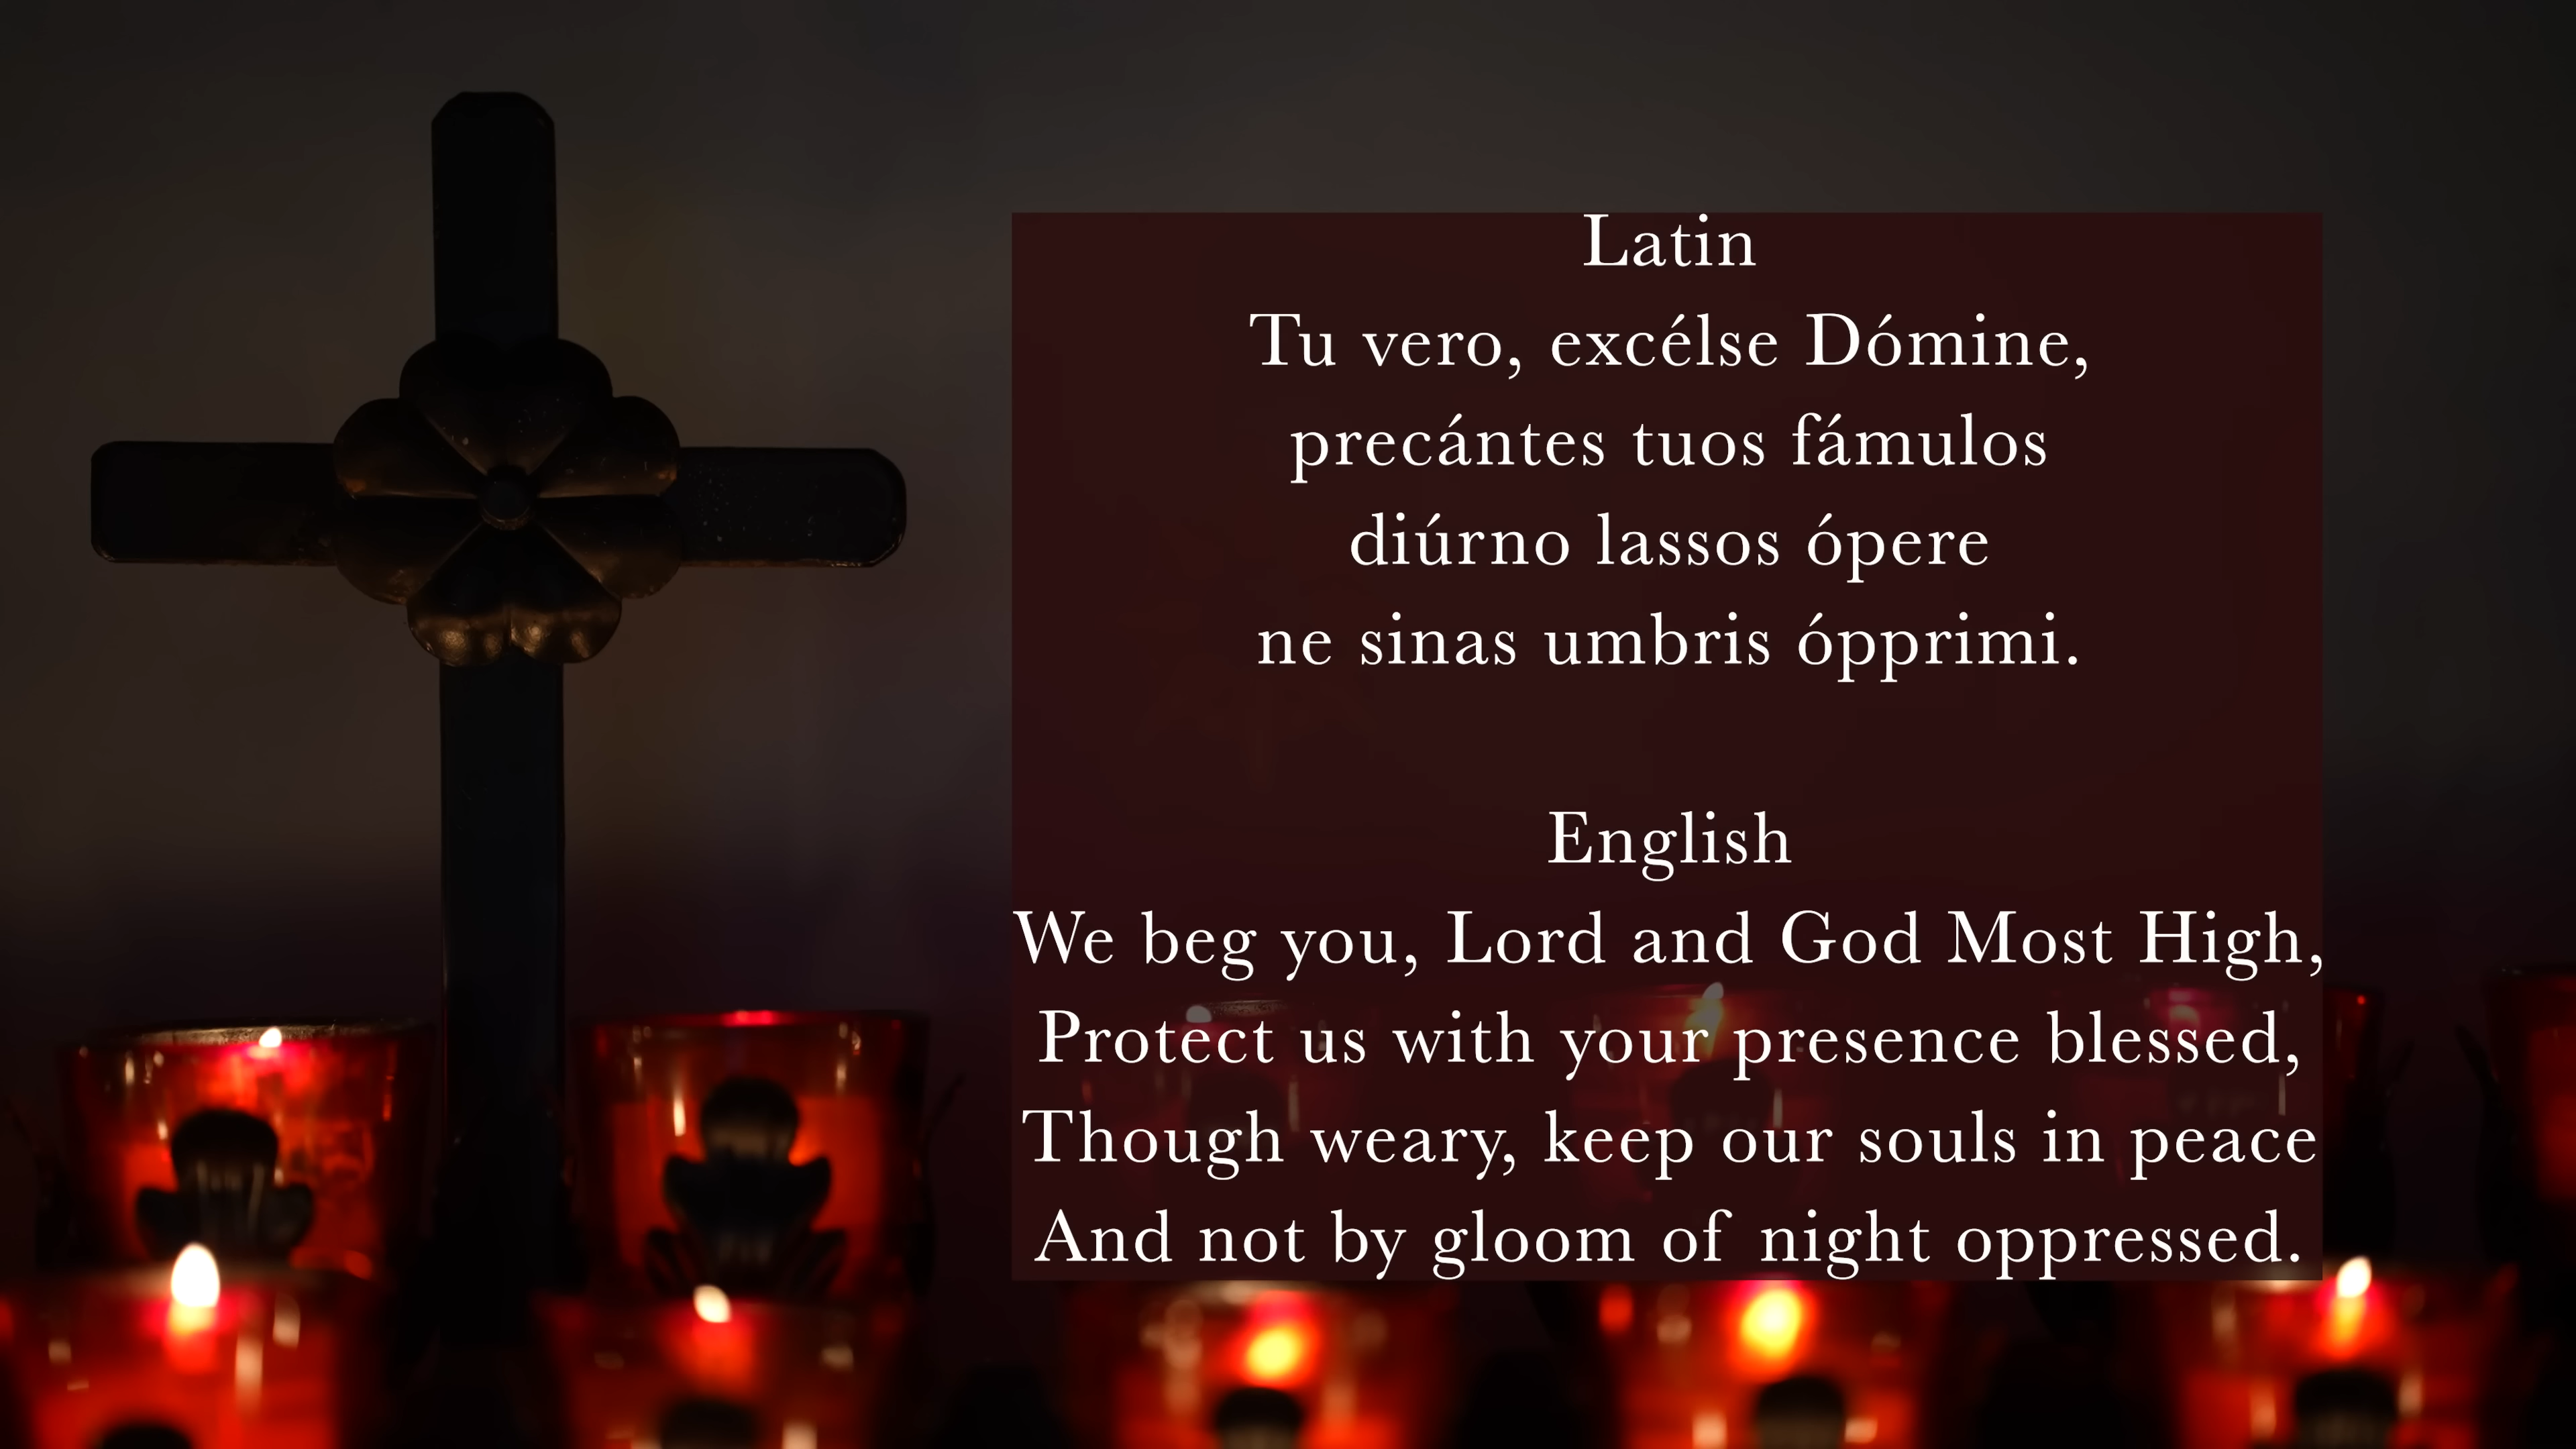 Latin
Tu vero, excélse Dómine,
precántes tuos fámulos
diúrno lassos ópere
ne sinas umbris ópprimi.
English
We beg you, Lord and God Most High,
Protect us with your presence blessed,
Though weary, keep our souls in peace
And not by gloom of night oppressed.